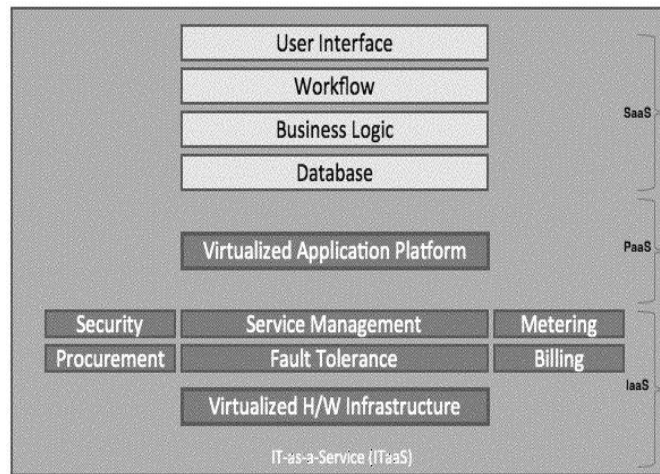 User Interface
Workflow
SaaS
Business Logic
Database
Virtualized Application Platform
PaaS
Security Service Management Metering
Procurement Fault Tolerance Billing
IaaS
Virtualized H/W Infrastructure
IT-as-a-Service (ITaaS)